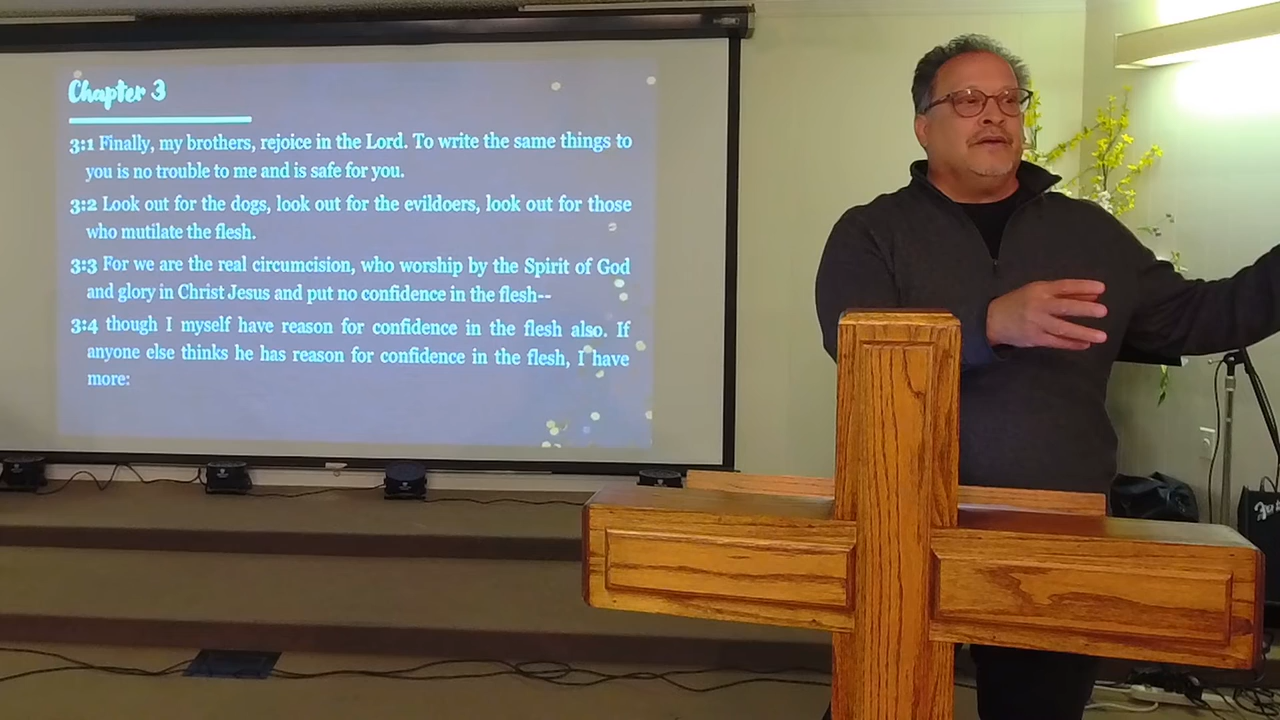 Chapter 3
3:1 Finally, my brothers, rejoice in the Lord. To write the same things to
you is no trouble to me and is safe for you.
3:2 Look out for the dogs, look out for the evildoers, look out for those
who mutilate the flesh.
3:3 For we are the real circumcision, who worship by the Spirit of God
and glory in Christ Jesus and put no confidence in the flesh--
3:4 though I myself have reason for confidence in the flesh also. If
anyone else thinks he has reason for confidence in the flesh, I have
more: